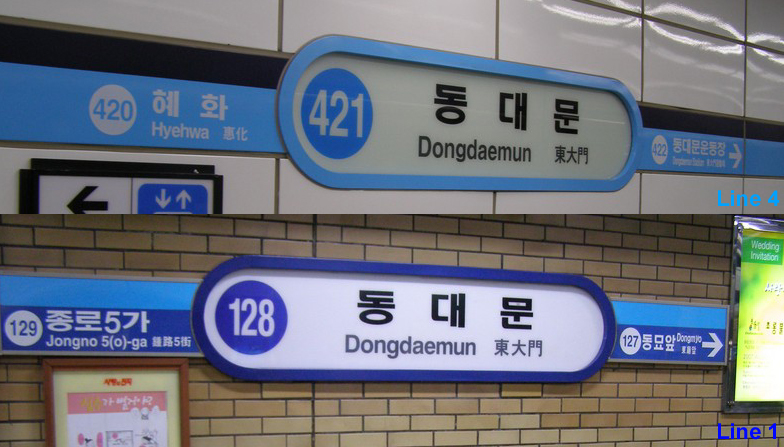 420 혜화
Hyehwa 惠化
421 동대문
Dongdaemun 東大門
422 동대문운동장
Line 4
129 종로5가
Jongno 5(o)-ga 鍾路5街
128 동대문
Dongdaemun 東大門
127 동묘앞 Dongmyo
Wedding
Invitation
Line 1